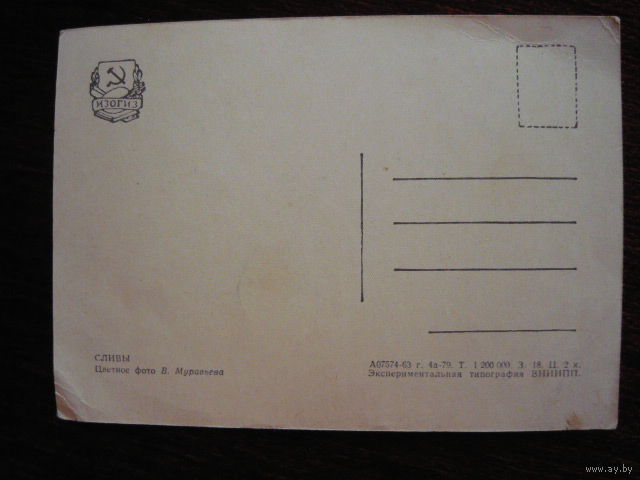 ИЗОГИЗ
СЛИВЫ
Цветное фото В. Муравьева
А07574-63 г. 4а-79. Т. 1 200 000. З. 18. Ц. 2 к.
Экспериментальная типография ВНИИПП.
www.ay.by